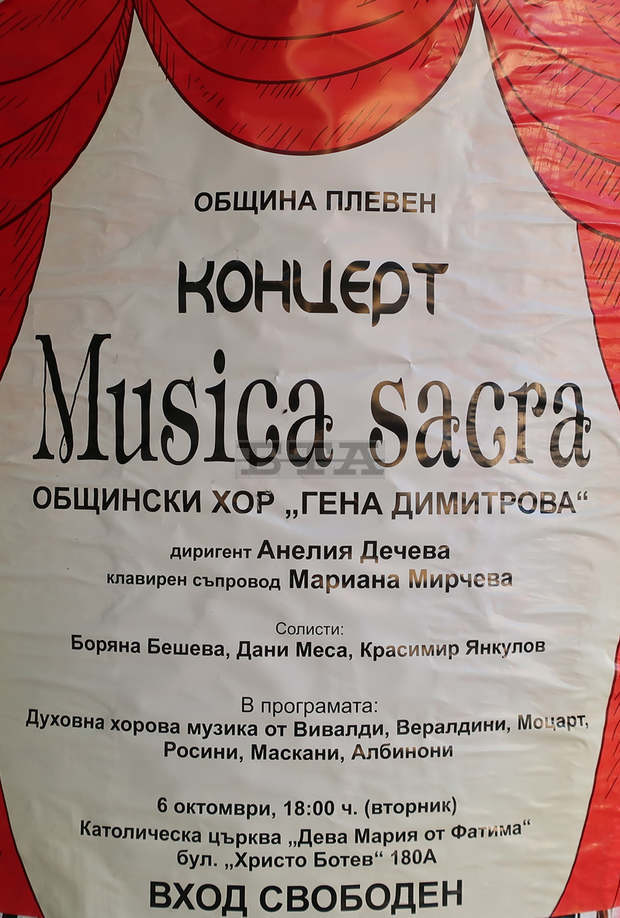 ОБЩИНА ПЛЕВЕН
КОНЦЕРТ
Musica sacra
BTA
ОБЩИНСКИ ХОР „ГЕНА ДИМИТРОВА“
диригент Анелия Дечева
клавирен съпровод Мариана Мирчева
Солисти:
Боряна Бешева, Дани Меса, Красимир Янкулов
В програмата:
Духовна хорова музика от Вивалди, Вералдини, Моцарт,
Росини, Маскани, Албинони
6 октомври, 18:00 ч. (вторник)
Католическа църква „Дева Мария от Фатима“
бул. „Христо Ботев“ 180А
ВХОД СВОБОДЕН